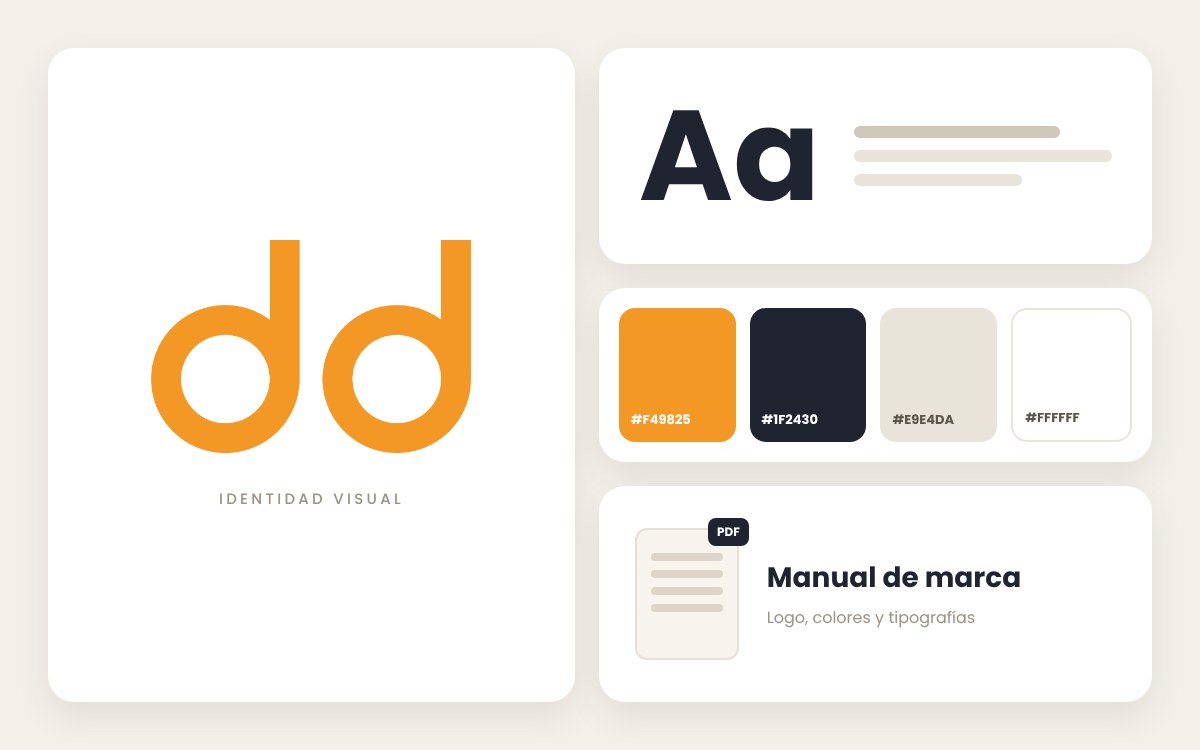 dd
IDENTIDAD VISUAL
Aa
#F49825
#1F2430
#E9E4DA
#FFFFFF
PDF
Manual de marca
Logo, colores y tipografías